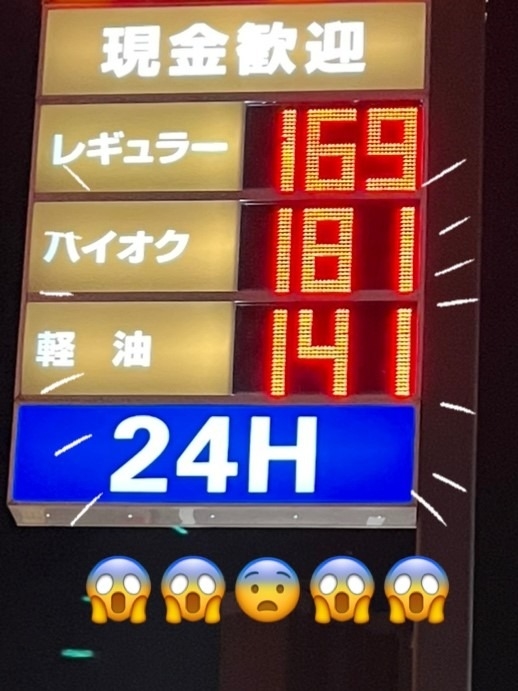 現金歓迎
レギュラー 169
ハイオク 181
軽油 141
24H
😱😱😨😱😱